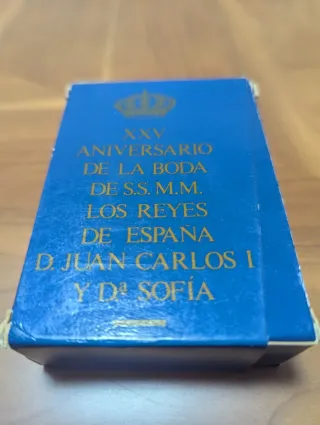 XXV
ANIVERSARIO
DE LA BODA
DE S.S. M.M.
LOS REYES
DE ESPAÑA
D. JUAN CARLOS I
Y Dª SOFÍA